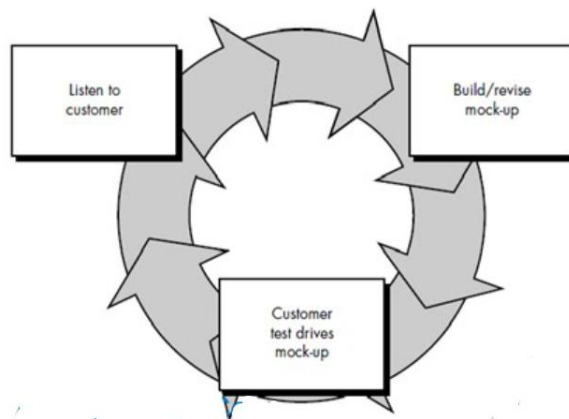 Listen to
customer
Build/revise
mock-up
Customer
test drives
mock-up